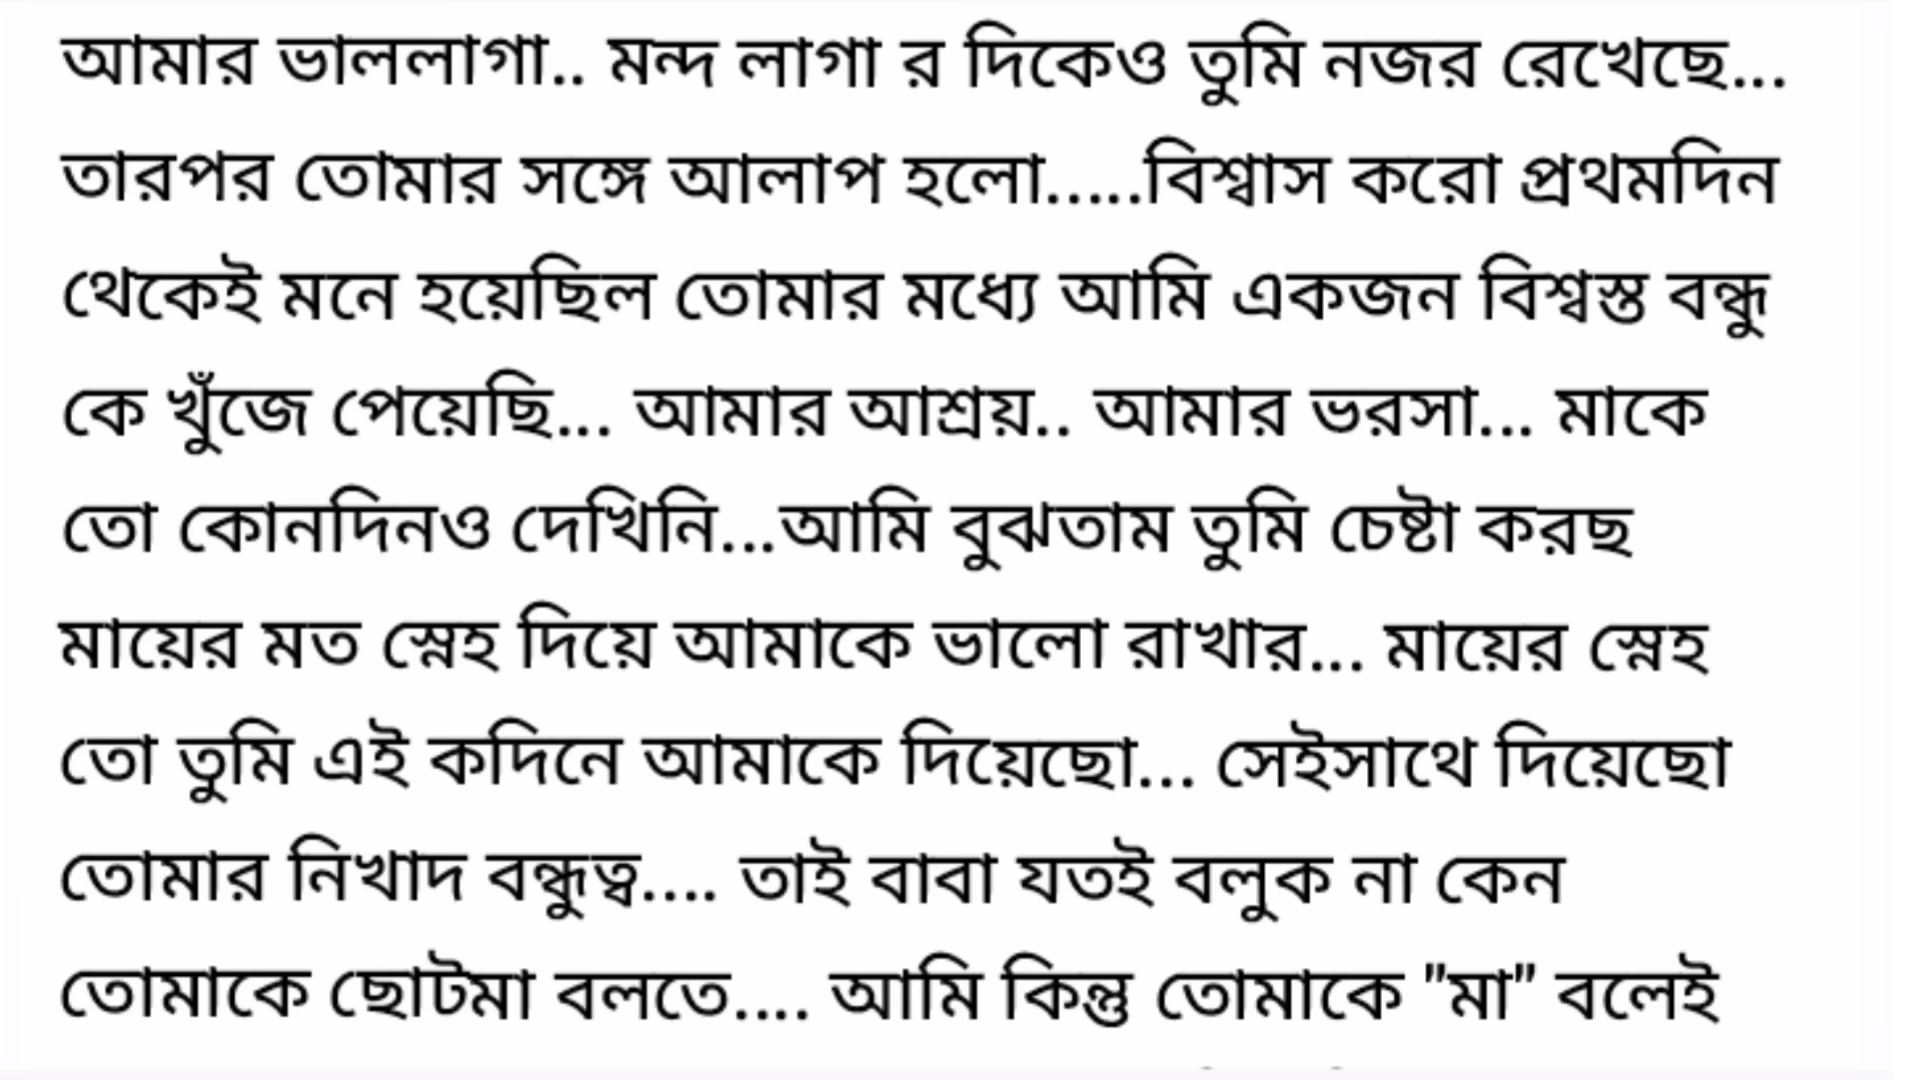 আমার ভাললাগা.. মন্দ লাগা র দিকেও তুমি নজর রেখেছে...
তারপর তোমার সঙ্গে আলাপ হলো.....বিশ্বাস করো প্রথমদিন
থেকেই মনে হয়েছিল তোমার মধ্যে আমি একজন বিশ্বস্ত বন্ধু
কে খুঁজে পেয়েছি... আমার আশ্রয়.. আমার ভরসা... মাকে
তো কোনদিনও দেখিনি...আমি বুঝতাম তুমি চেষ্টা করছ
মায়ের মত স্নেহ দিয়ে আমাকে ভালো রাখার... মায়ের স্নেহ
তো তুমি এই কদিনে আমাকে দিয়েছো... সেইসাথে দিয়েছো
তোমার নিখাদ বন্ধুত্ব.... তাই বাবা যতই বলুক না কেন
তোমাকে ছোটমা বলতে.... আমি কিন্তু তোমাকে "মা" বলেই